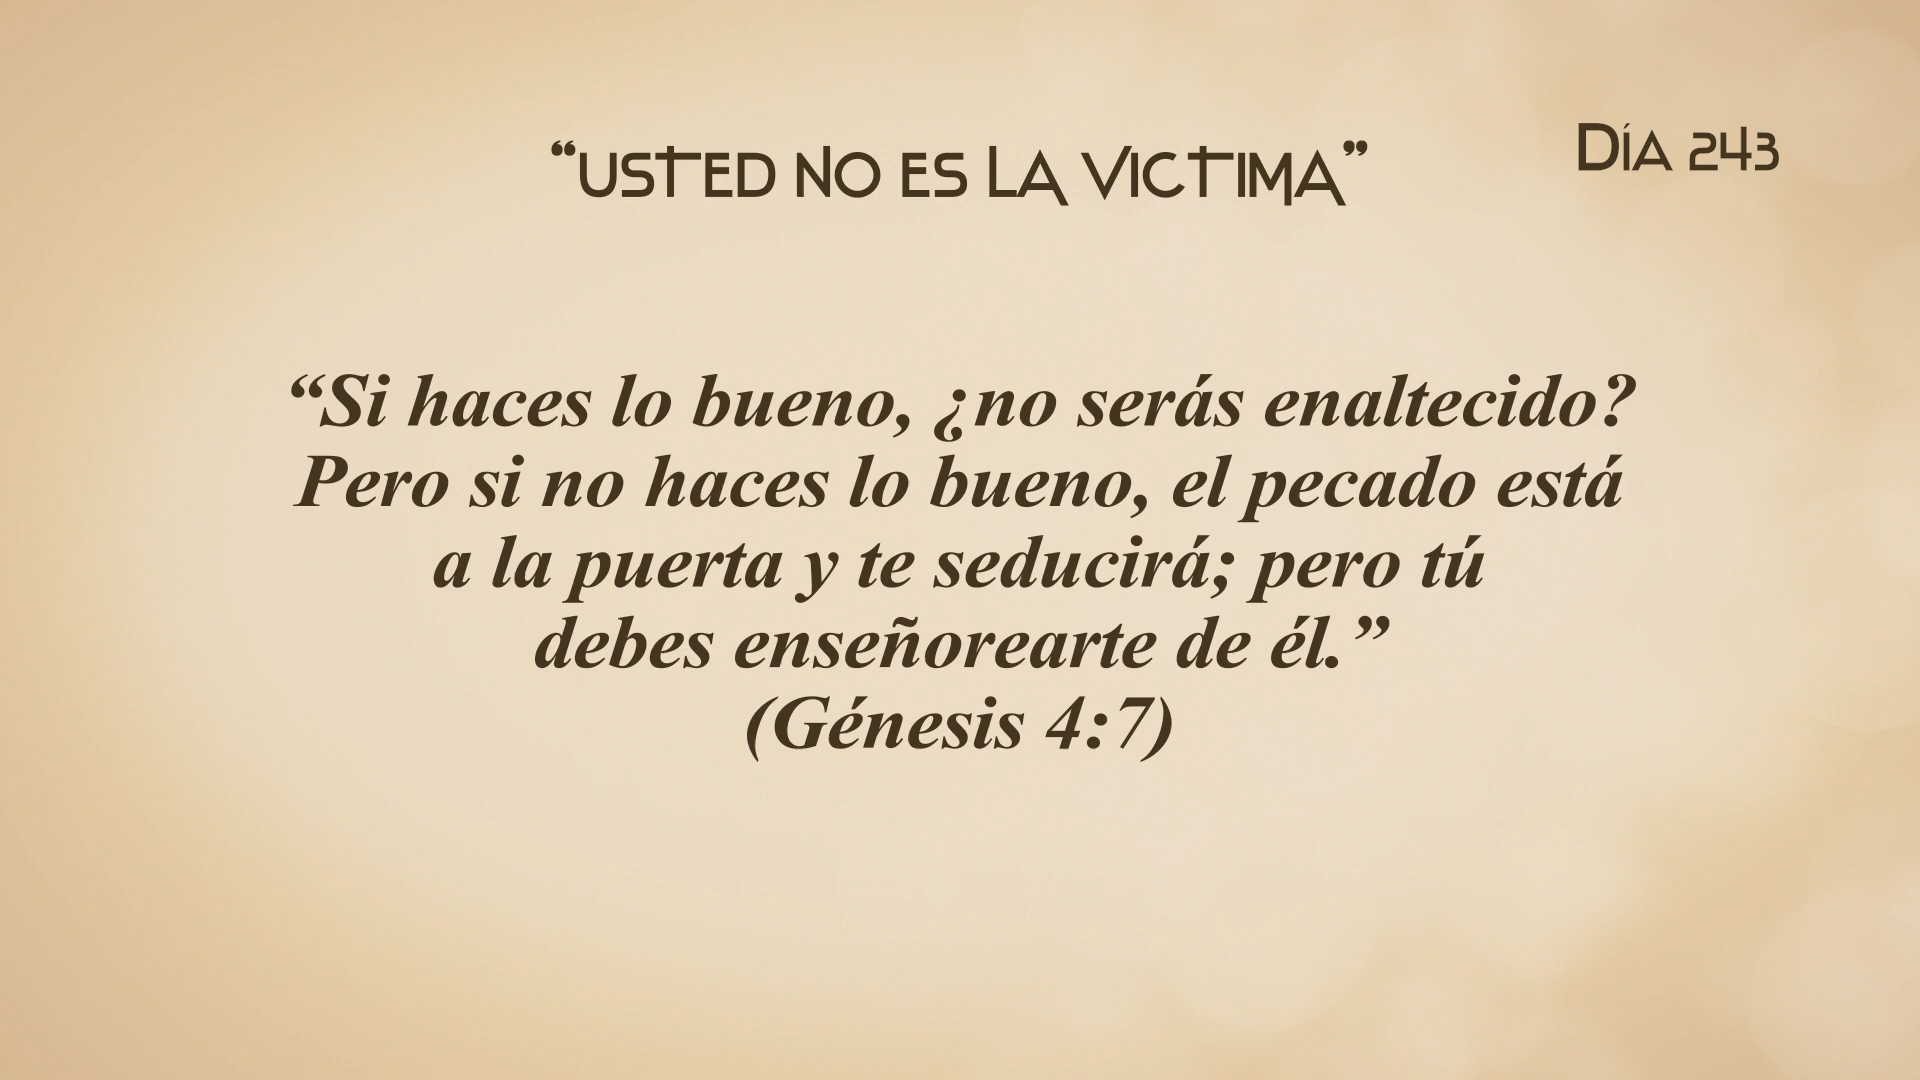 “USTED NO ES LA VICTIMA”
DÍA 243
“Si haces lo bueno, ¿no serás enaltecido?
Pero si no haces lo bueno, el pecado está
a la puerta y te seducirá; pero tú
debes enseñorearte de él.”
(Génesis 4:7)